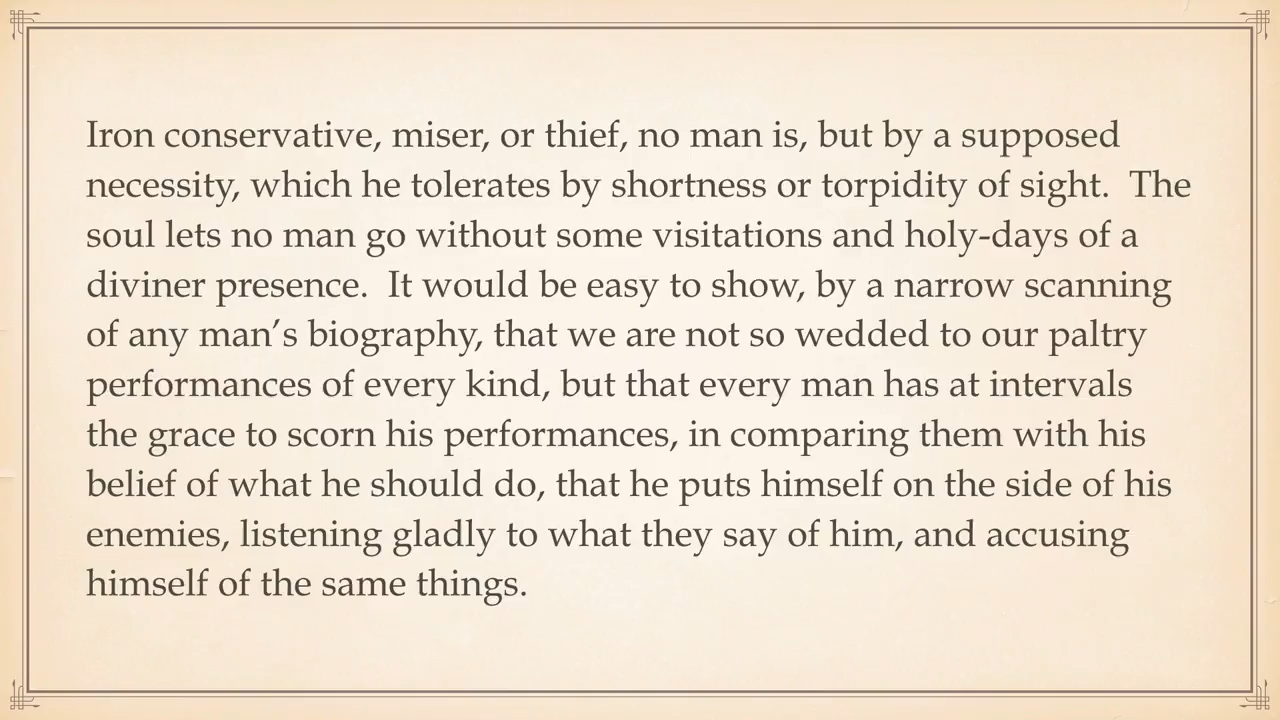 Iron conservative, miser, or thief, no man is, but by a supposed
necessity, which he tolerates by shortness or torpidity of sight.  The
soul lets no man go without some visitations and holy-days of a
diviner presence.  It would be easy to show, by a narrow scanning
of any man’s biography, that we are not so wedded to our paltry
performances of every kind, but that every man has at intervals
the grace to scorn his performances, in comparing them with his
belief of what he should do, that he puts himself on the side of his
enemies, listening gladly to what they say of him, and accusing
himself of the same things.